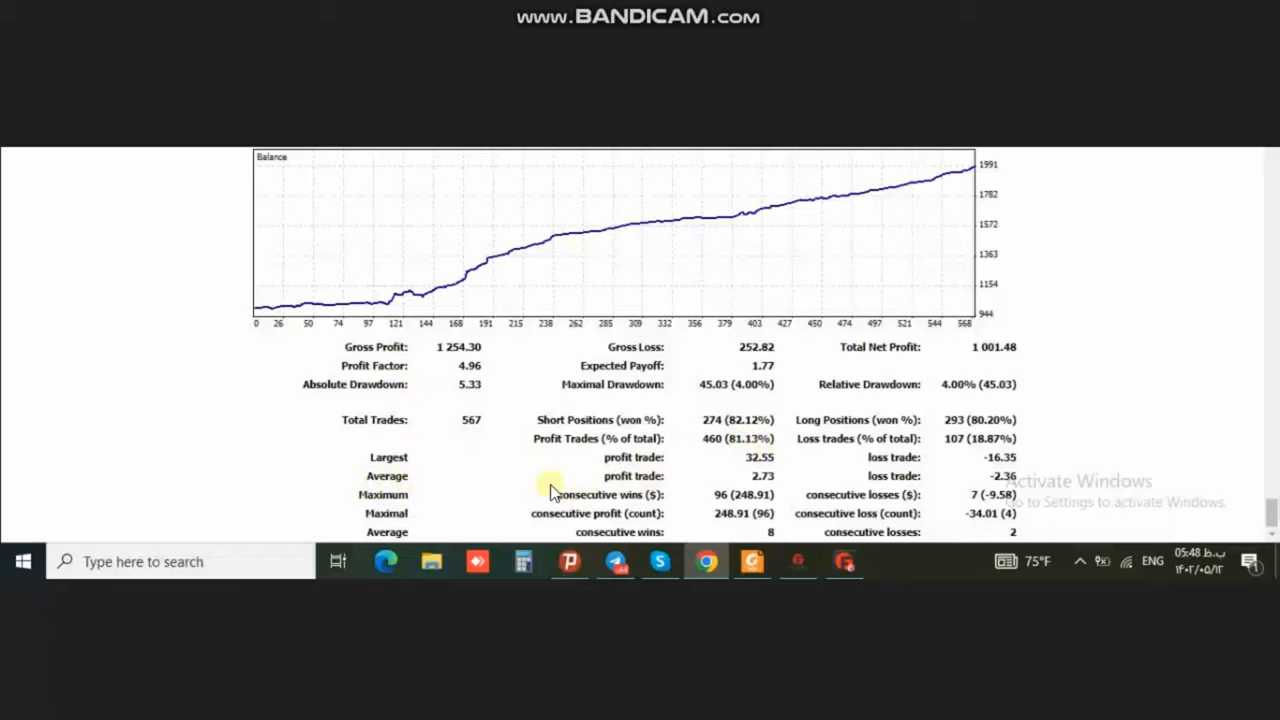 www.BANDICAM.com
Balance
1991
1782
1572
1363
1154
944
0 26 50 74 97 121 144 168 191 215 238 262 285 309 332 356 379 403 427 450 474 497 521 544 568
Gross Profit: 1 254.30 Gross Loss: 252.82 Total Net Profit: 1 001.48
Profit Factor: 4.96 Expected Payoff: 1.77
Absolute Drawdown: 5.33 Maximal Drawdown: 45.03 (4.00%) Relative Drawdown: 4.00% (45.03)
Total Trades: 567 Short Positions (won %): 274 (82.12%) Long Positions (won %): 293 (80.20%)
Profit Trades (% of total): 460 (81.13%) Loss trades (% of total): 107 (18.87%)
Largest profit trade: 32.55 loss trade: -16.35
Average profit trade: 2.73 loss trade: -2.36
Maximum consecutive wins ($): 96 (248.91) consecutive losses ($): 7 (-9.58)
Maximal consecutive profit (count): 248.91 (96) consecutive loss (count): -34.01 (4)
Average consecutive wins: 8 consecutive losses: 2
Activate Windows
Go to Settings to activate Windows.
Type here to search
75°F
ENG
05:48 ب.ظ
۱۴۰۲/۰۵/۱۲
1